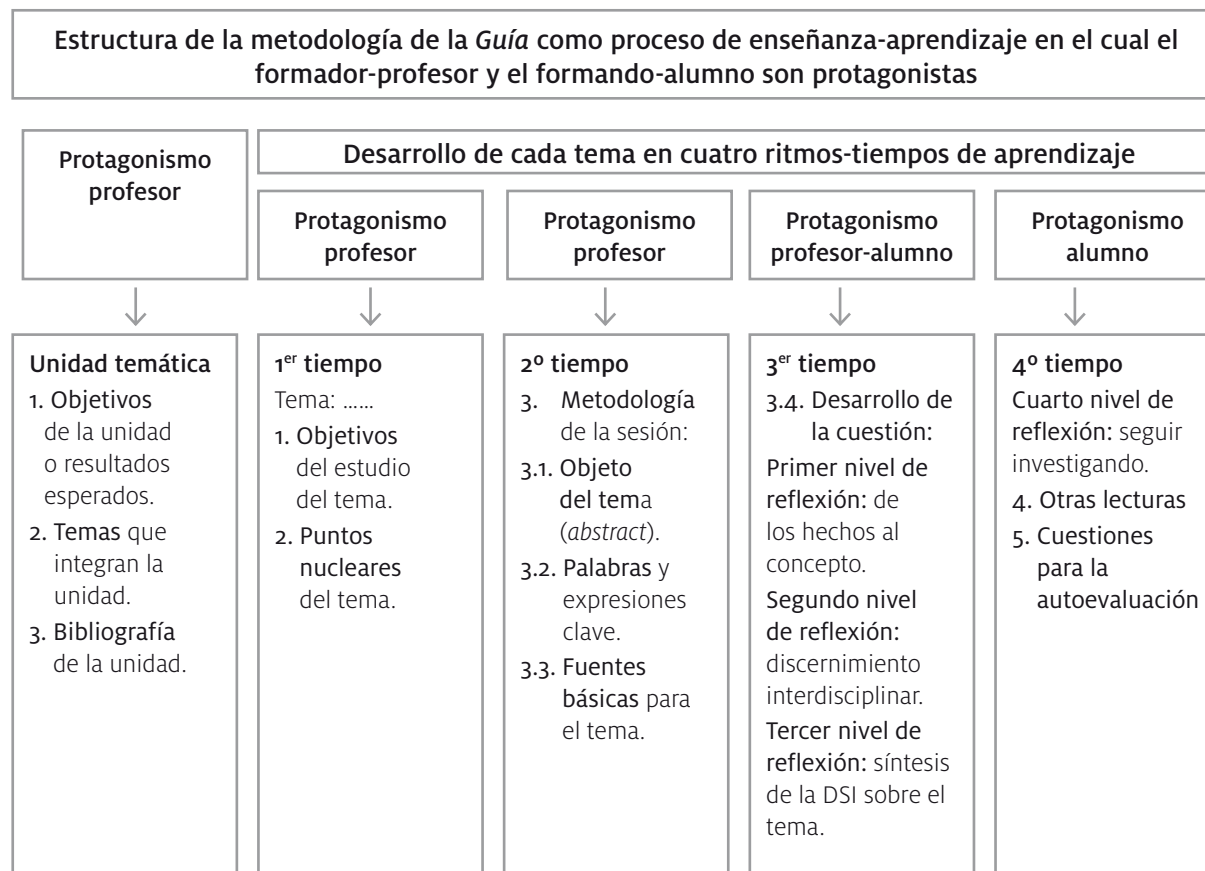 Estructura de la metodología de la Guía como proceso de enseñanza-aprendizaje en el cual el
formador-profesor y el formando-alumno son protagonistas
Protagonismo
profesor
Desarrollo de cada tema en cuatro ritmos-tiempos de aprendizaje
Protagonismo
profesor
Protagonismo
profesor
Protagonismo
profesor-alumno
Protagonismo
alumno
Unidad temática
1. Objetivos
de la unidad
o resultados
esperados.
2. Temas que
integran la
unidad.
3. Bibliografía
de la unidad.
1er tiempo
Tema: ......
1. Objetivos
del estudio
del tema.
2. Puntos
nucleares
del tema.
2º tiempo
3. Metodología
de la sesión:
3.1. Objeto
del tema
(abstract).
3.2. Palabras y
expresiones
clave.
3.3. Fuentes
básicas para
el tema.
3er tiempo
3.4. Desarrollo de
la cuestión:
Primer nivel de
reflexión: de
los hechos al
concepto.
Segundo nivel
de reflexión:
discernimiento
interdisciplinar.
Tercer nivel de
reflexión: síntesis
de la DSI sobre el
tema.
4º tiempo
Cuarto nivel de
reflexión: seguir
investigando.
4. Otras lecturas
5. Cuestiones
para la
autoevaluación